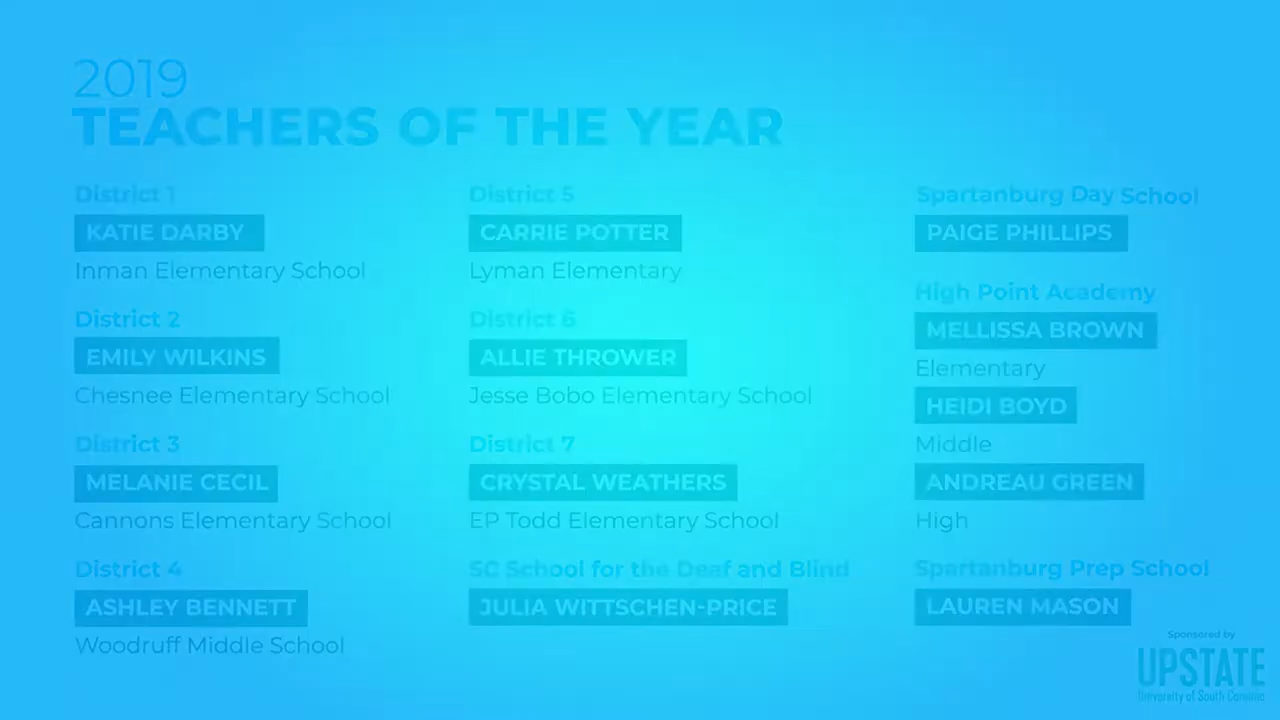 2019
TEACHERS OF THE YEAR
District 1
KATIE DARBY
Inman Elementary School
District 2
EMILY WILKINS
Chesnee Elementary School
District 3
MELANIE CECIL
Cannons Elementary School
District 4
ASHLEY BENNETT
Woodruff Middle School
District 5
CARRIE POTTER
Lyman Elementary
District 6
ALLIE THROWER
Jesse Bobo Elementary School
District 7
CRYSTAL WEATHERS
EP Todd Elementary School
SC School for the Deaf and Blind
JULIA WITTSCHEN-PRICE
Spartanburg Day School
PAIGE PHILLIPS
High Point Academy
MELLISSA BROWN
Elementary
HEIDI BOYD
Middle
ANDREAU GREEN
High
Spartanburg Prep School
LAUREN MASON
Sponsored by
UPSTATE
University of South Carolina